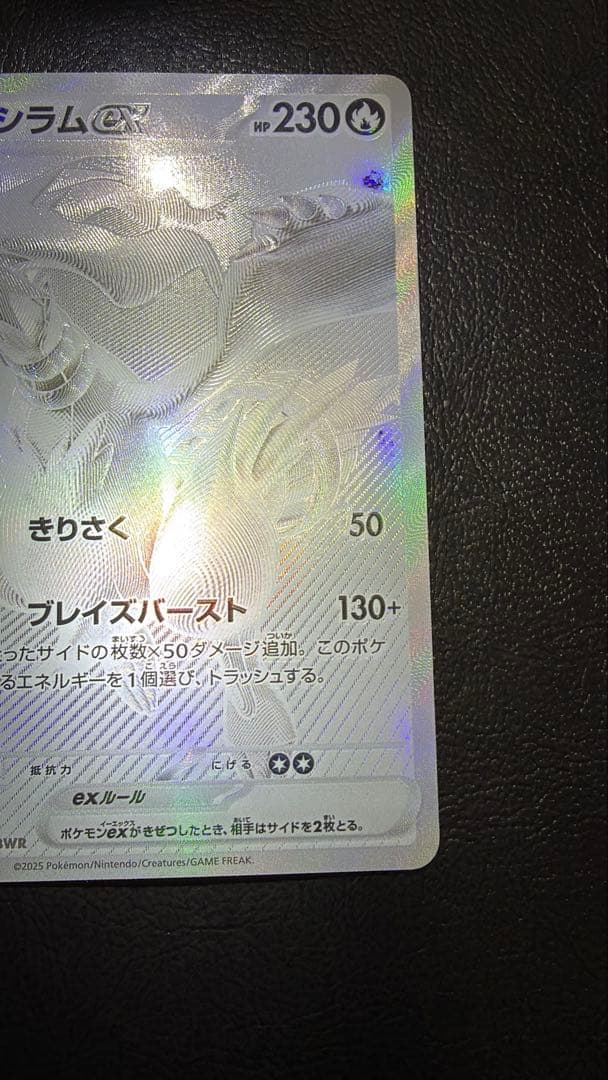 シラムex HP230
きりさく 50
ブレイズバースト 130+
ったサイドの枚数×50ダメージ追加。このポケ
るエネルギーを1個選び、トラッシュする。
抵抗力 にげる
exルール
ポケモンexがきぜつしたとき、相手はサイドを2枚とる。
BWR
©2025 Pokémon/Nintendo/Creatures/GAME FREAK.